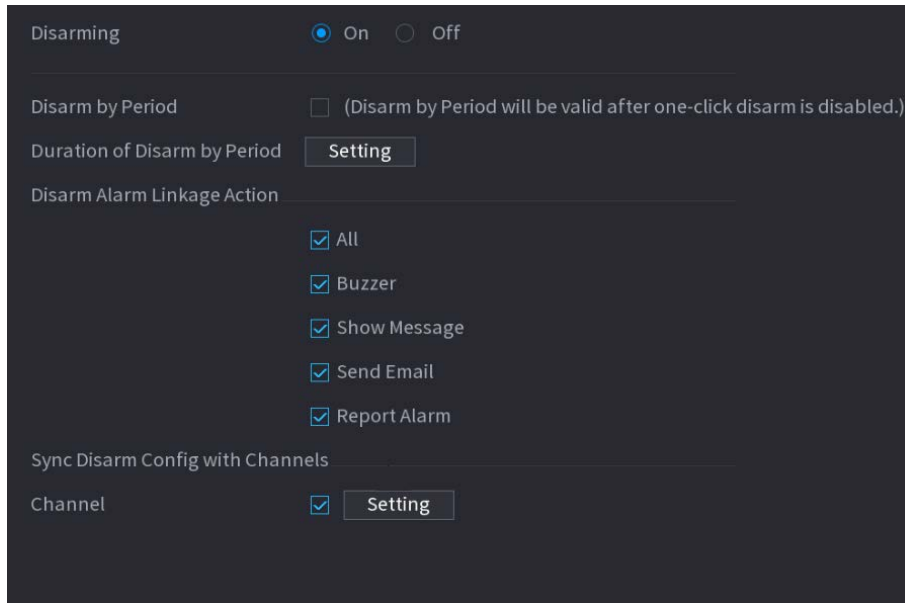 Disarming On Off
Disarm by Period (Disarm by Period will be valid after one-click disarm is disabled.)
Duration of Disarm by Period Setting
Disarm Alarm Linkage Action
All
Buzzer
Show Message
Send Email
Report Alarm
Sync Disarm Config with Channels
Channel Setting